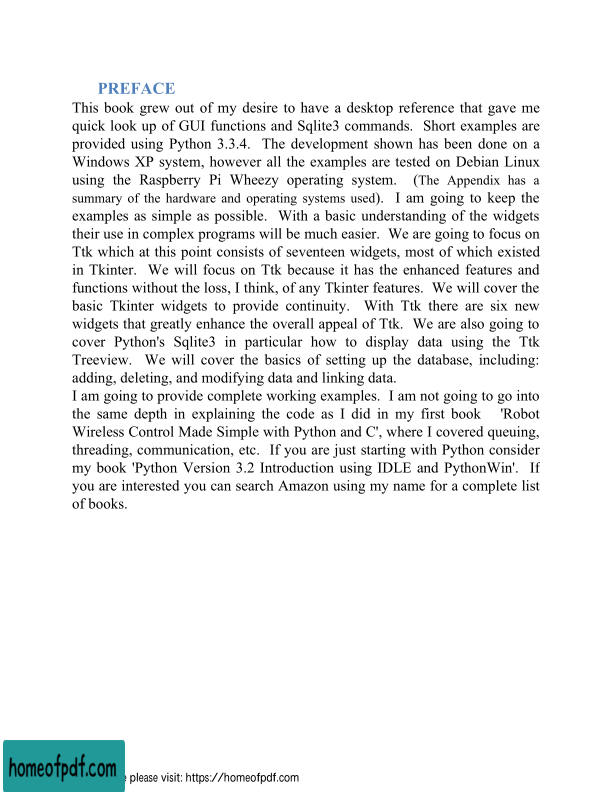 PREFACE
This book grew out of my desire to have a desktop reference that gave me
quick look up of GUI functions and Sqlite3 commands.  Short examples are
provided using Python 3.3.4.  The development shown has been done on a
Windows XP system, however all the examples are tested on Debian Linux
using the Raspberry Pi Wheezy operating system.  (The Appendix has a
summary of the hardware and operating systems used).  I am going to keep the
examples as simple as possible.  With a basic understanding of the widgets
their use in complex programs will be much easier.  We are going to focus on
Ttk which at this point consists of seventeen widgets, most of which existed
in Tkinter.  We will focus on Ttk because it has the enhanced features and
functions without the loss, I think, of any Tkinter features.  We will cover the
basic Tkinter widgets to provide continuity.  With Ttk there are six new
widgets that greatly enhance the overall appeal of Ttk.  We are also going to
cover Python's Sqlite3 in particular how to display data using the Ttk
Treeview.  We will cover the basics of setting up the database, including:
adding, deleting, and modifying data and linking data.
I am going to provide complete working examples.  I am not going to go into
the same depth in explaining the code as I did in my first book  'Robot
Wireless Control Made Simple with Python and C', where I covered queuing,
threading, communication, etc.  If you are just starting with Python consider
my book 'Python Version 3.2 Introduction using IDLE and PythonWin'.  If
you are interested you can search Amazon using my name for a complete list
of books.
homeofpdf.com
please visit: https://homeofpdf.com